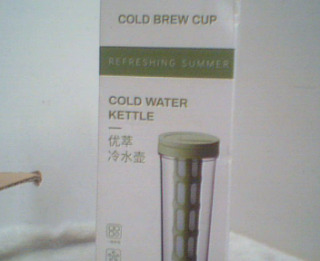 COLD BREW CUP
REFRESHING SUMMER
COLD WATER
KETTLE
优萃
冷水壶